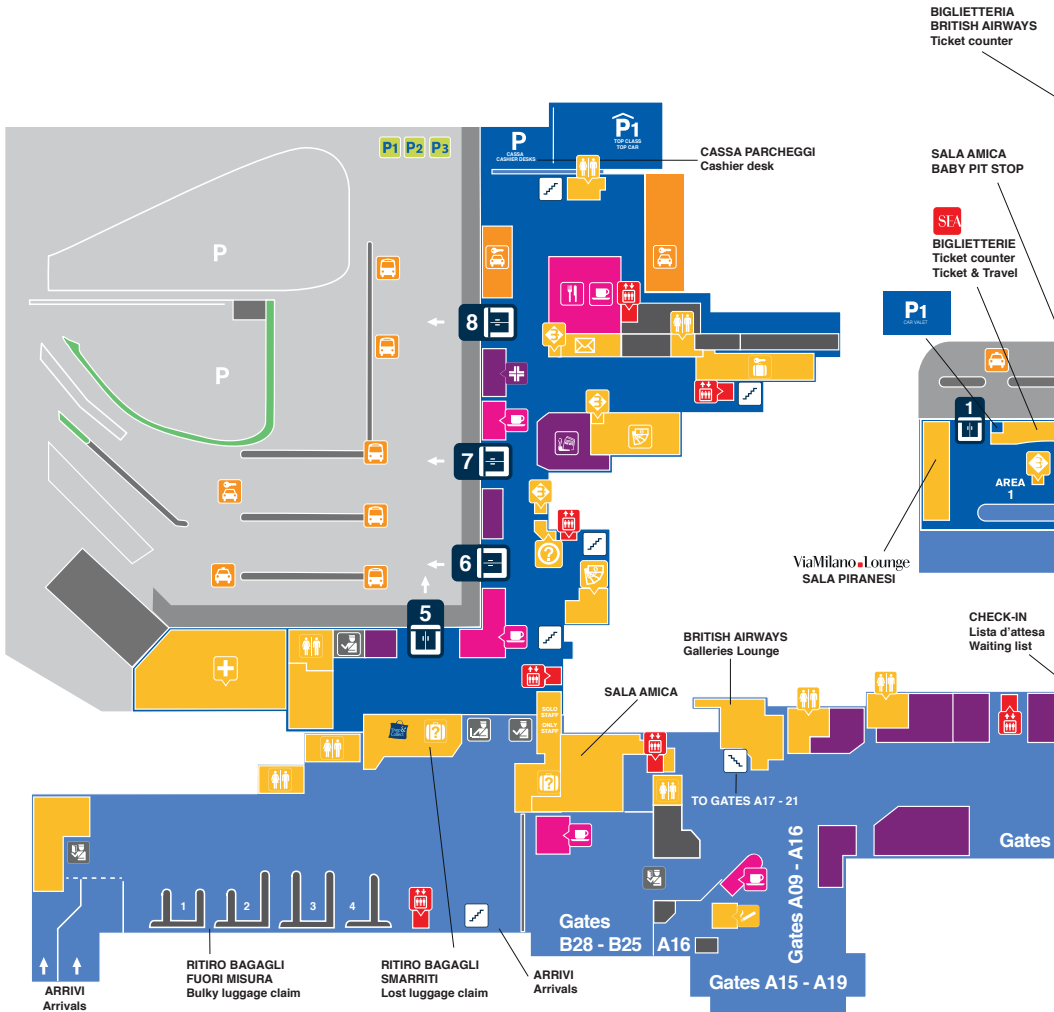 BIGLIETTERIA
BRITISH AIRWAYS
Ticket counter
P1 P2 P3
P
CASSA
CASHIER DESKS
P1
TOP CLASS
TOP CAR
CASSA PARCHEGGI
Cashier desk
SALA AMICA
BABY PIT STOP
SEA
BIGLIETTERIE
Ticket counter
Ticket & Travel
P
P1
CAR VALET
8
P
1
7
AREA
1
6
ViaMilano Lounge
SALA PIRANESI
5
BRITISH AIRWAYS
Galleries Lounge
CHECK-IN
Lista d'attesa
Waiting list
SALA AMICA
SOLO
STAFF
ONLY
STAFF
Shop&
Collect
TO GATES A17 - 21
Gates
Gates A09 - A16
1
2
3
4
Gates
B28 - B25
A16
Gates A15 - A19
ARRIVI
Arrivals
RITIRO BAGAGLI
FUORI MISURA
Bulky luggage claim
RITIRO BAGAGLI
SMARRITI
Lost luggage claim
ARRIVI
Arrivals